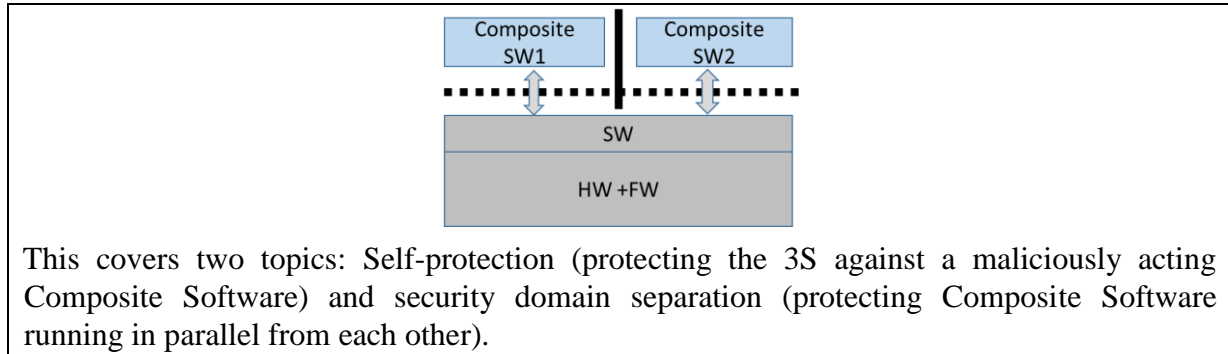 Composite Composite
SW1 SW2
SW
HW +FW
This covers two topics: Self-protection (protecting the 3S against a maliciously acting
Composite Software) and security domain separation (protecting Composite Software
running in parallel from each other).